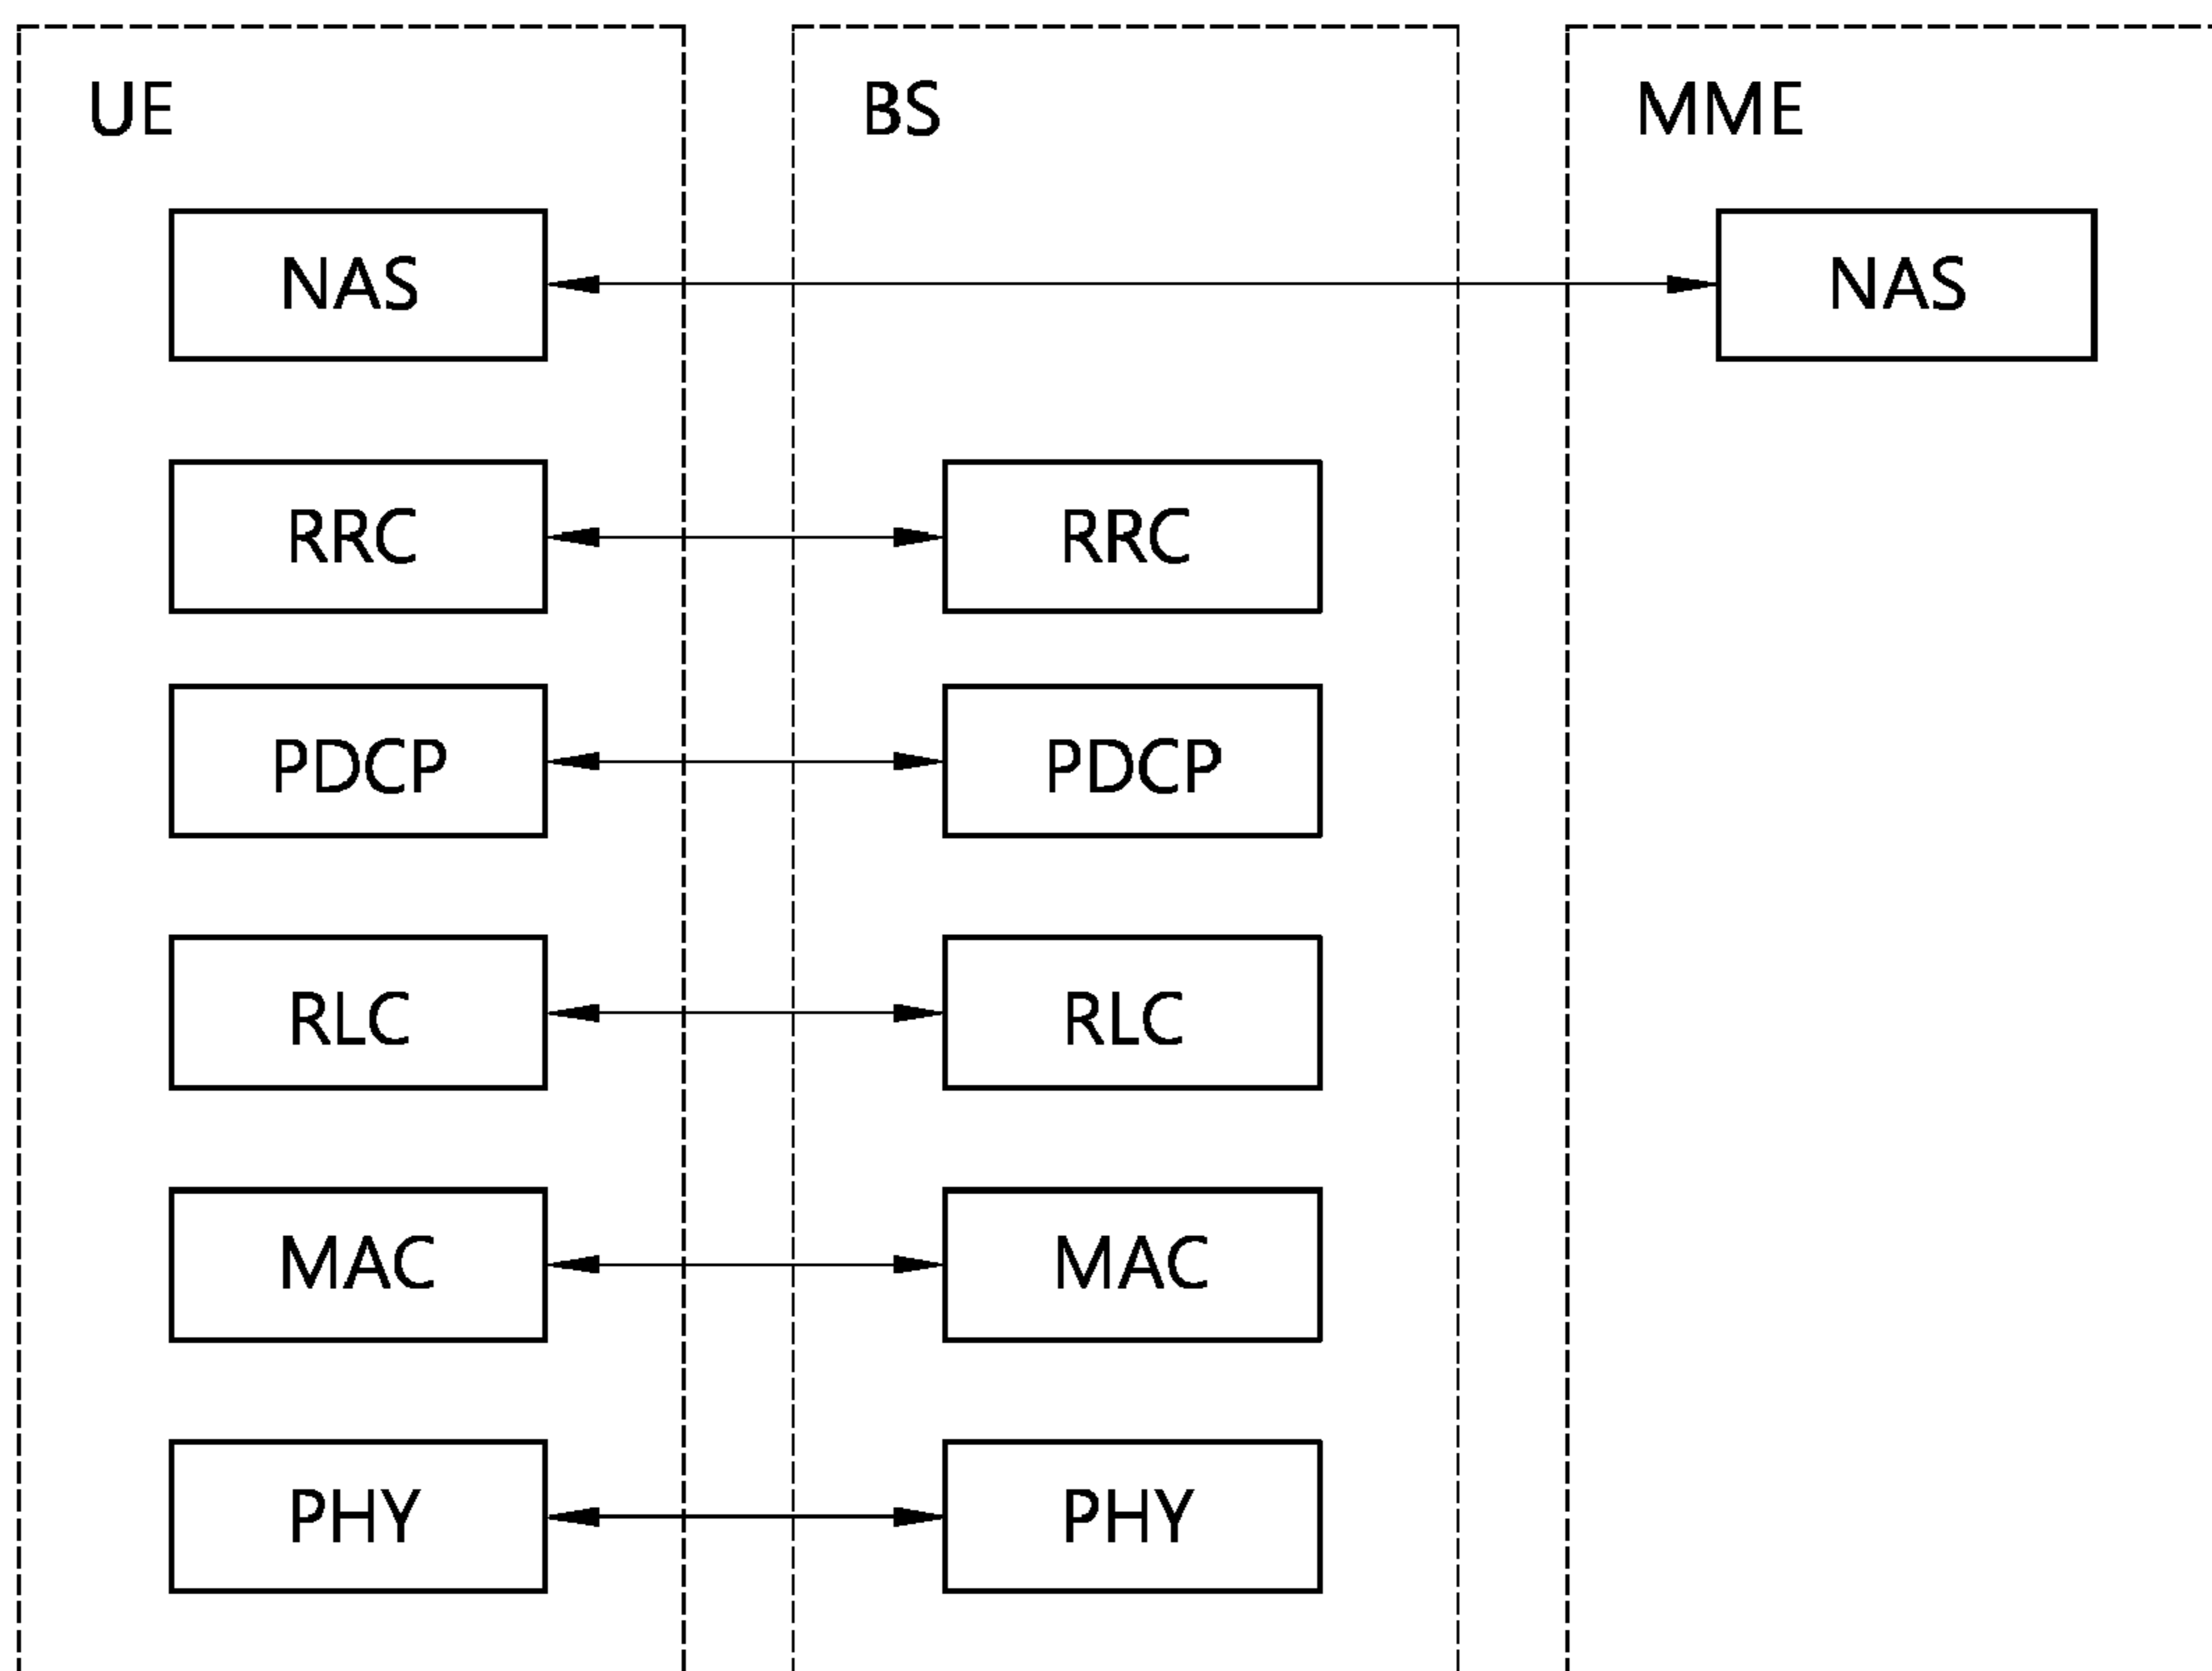 UE BS MME
NAS NAS
RRC RRC
PDCP PDCP
RLC RLC
MAC MAC
PHY PHY